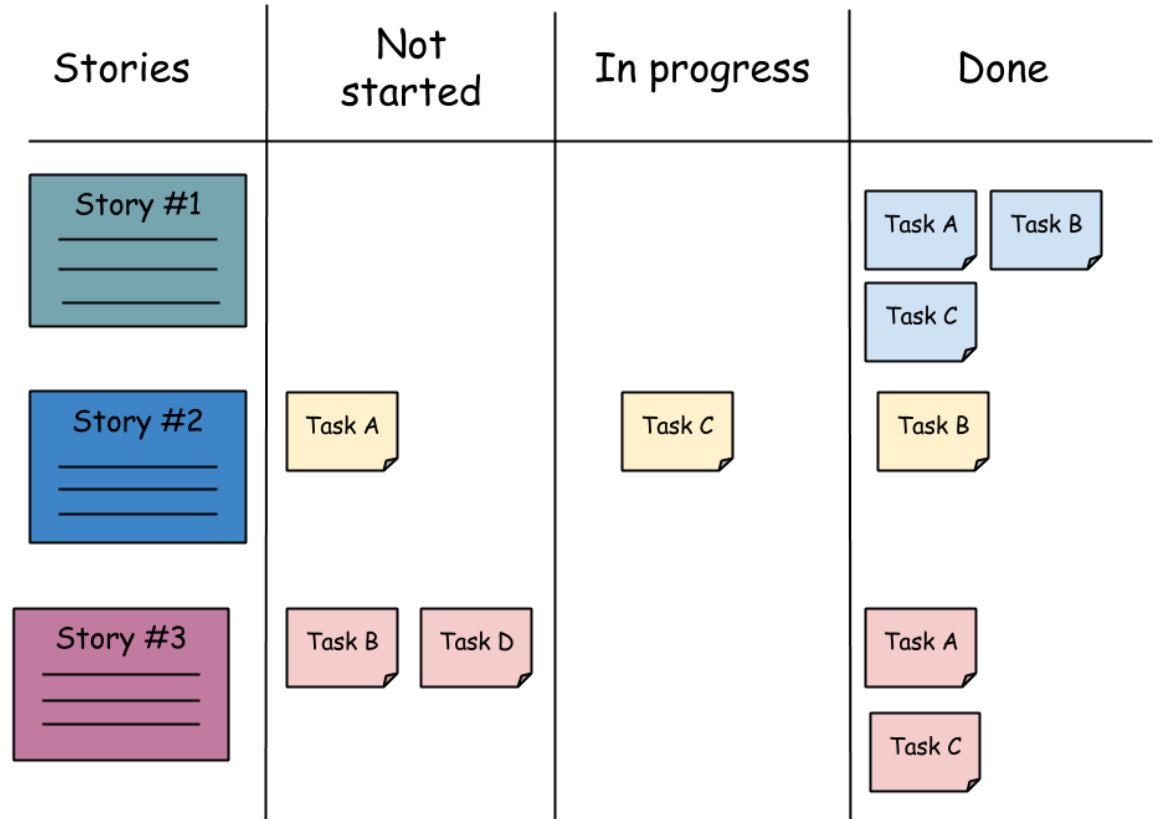 Stories
Not
started
In progress
Done
Story #1
Task A
Task B
Task C
Story #2
Task A
Task C
Task B
Story #3
Task B
Task D
Task A
Task C